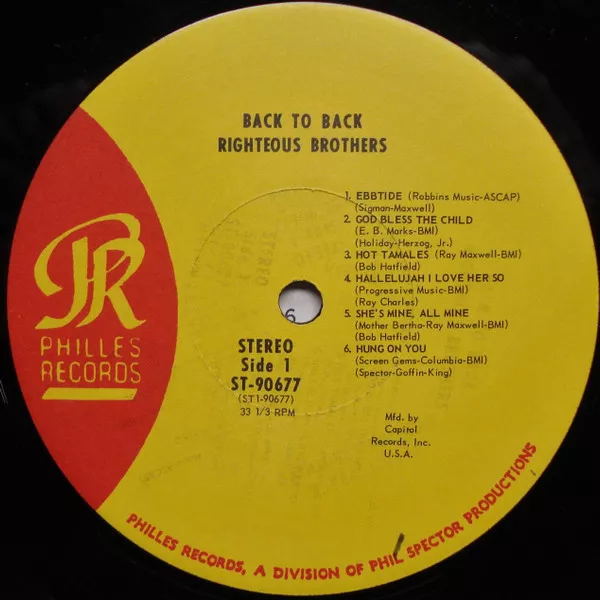 BACK TO BACK
RIGHTEOUS BROTHERS
1. EBBTIDE (Robbins Music-ASCAP)
(Sigman-Maxwell)
2. GOD BLESS THE CHILD
(E. B. Marks-BMI)
(Holiday-Herzog, Jr.)
3. HOT TAMALES (Ray Maxwell-BMI)
(Bob Hatfield)
4. HALLELUJAH I LOVE HER SO
(Progressive Music-BMI)
(Ray Charles)
5. SHE'S MINE, ALL MINE
(Mother Bertha-Ray Maxwell-BMI)
(Bob Hatfield)
6. HUNG ON YOU
(Screen Gems-Columbia-BMI)
(Spector-Goffin-King)
PR
PHILLES
RECORDS
6
STEREO
Side 1
ST-90677
(ST1-90677)
33 1/3 RPM
Mfd. by
Capitol
Records, Inc.
U.S.A.
PHILLES RECORDS, A DIVISION OF PHIL SPECTOR PRODUCTIONS